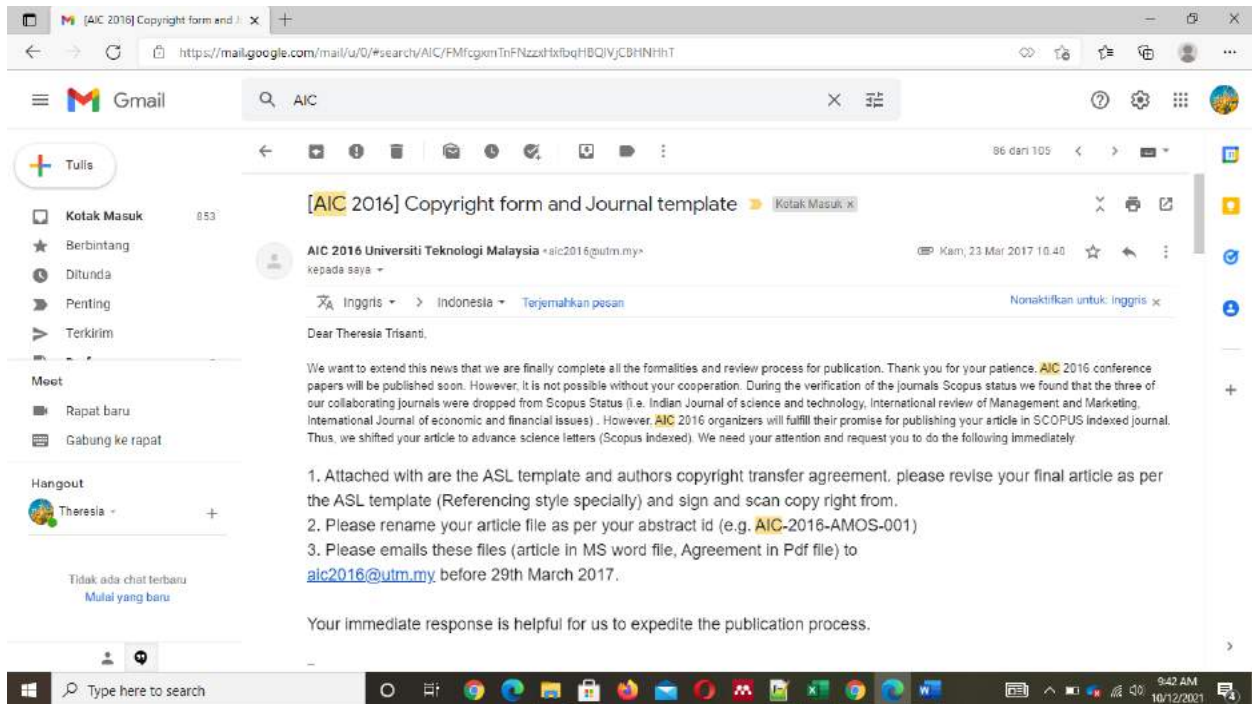 [AIC 2016] Copyright form and J
https://mail.google.com/mail/u/0/#search/AIC/
Gmail
AIC
Tulis
86 dari 105
Kotak Masuk 853
Berbintang
Ditunda
Penting
Terkirim
Meet
Rapat baru
Gabung ke rapat
Hangout
Theresia
Tidak ada chat terbaru
Mulai yang baru
[AIC 2016] Copyright form and Journal template Kotak Masuk x
AIC 2016 Universiti Teknologi Malaysia <aic2016@utm.my> Kam, 23 Mar 2017 10.40
kepada saya
Inggris > Indonesia Terjemahkan pesan Nonaktifkan untuk: Inggris x
Dear Theresia Trisanti,
We want to extend this news that we are finally complete all the formalities and review process for publication. Thank you for your patience. AIC 2016 conference
papers will be published soon. However, it is not possible without your cooperation. During the verification of the journals Scopus status we found that the three of
our collaborating journals were dropped from Scopus Status (i.e. Indian Journal of science and technology, International review of Management and Marketing,
International Journal of economic and financial issues) . However, AIC 2016 organizers will fulfill their promise for publishing your article in SCOPUS indexed journal.
Thus, we shifted your article to advance science letters (Scopus indexed). We need your attention and request you to do the following immediately
1. Attached with are the ASL template and authors copyright transfer agreement. please revise your final article as per
the ASL template (Referencing style specially) and sign and scan copy right from.
2. Please rename your article file as per your abstract id (e.g. AIC-2016-AMOS-001)
3. Please emails these files (article in MS word file, Agreement in Pdf file) to
aic2016@utm.my before 29th March 2017.
Your immediate response is helpful for us to expedite the publication process.
--
Type here to search
9:42 AM
10/12/2021